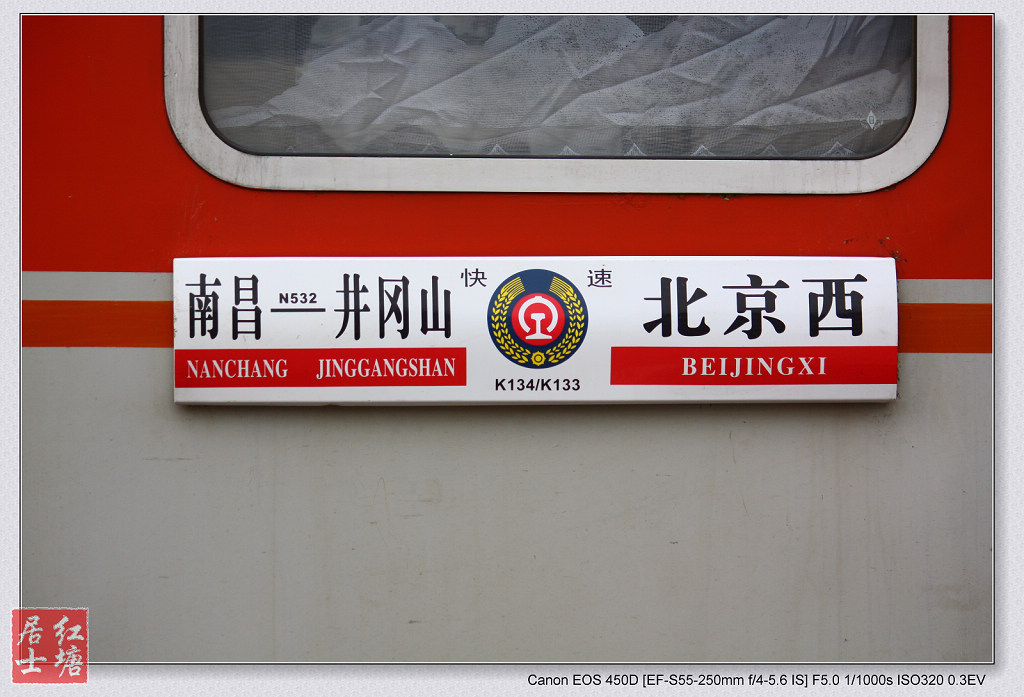 南昌 N532 井冈山 快 速 北京西
NANCHANG JINGGANGSHAN BEIJINGXI
K134/K133
红塘
居士
Canon EOS 450D [EF-S55-250mm f/4-5.6 IS] F5.0 1/1000s ISO320 0.3EV